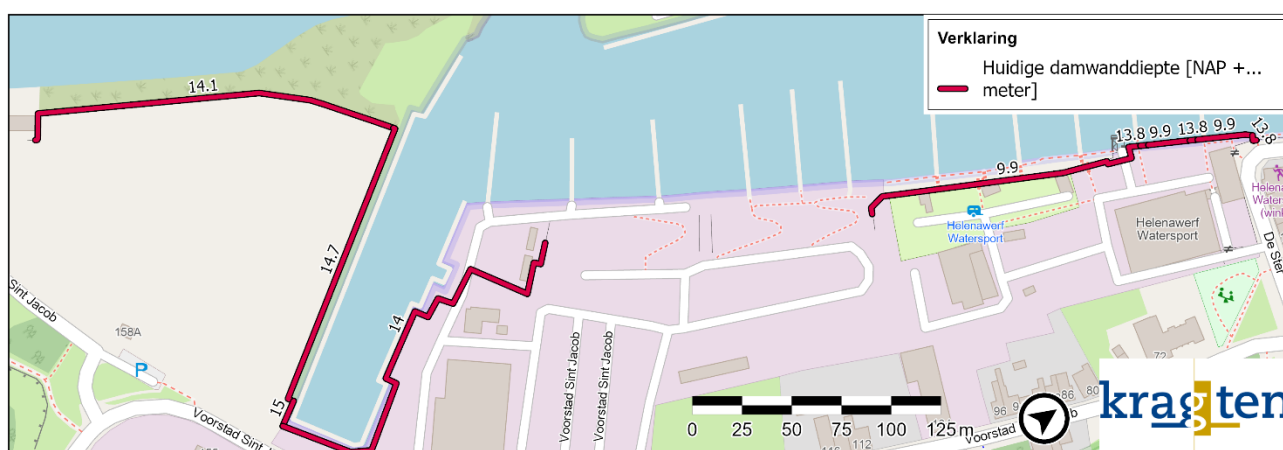 Verklaring
Huidige damwanddiepte [NAP +...
meter]
14.1
13.8 9.9 13.8 9.9
13.8
9.9
14.7
14
15
Helenawerf
Watersport
Helenawerf
Watersport
De Ster
Sint Jacob
158A
P
Voorstad Sint
Voorstad Sint Jacob
Voorstad Sint Jacob
72
96
86
80
112
Voorstad
0 25 50 75 100 125 m
kragten